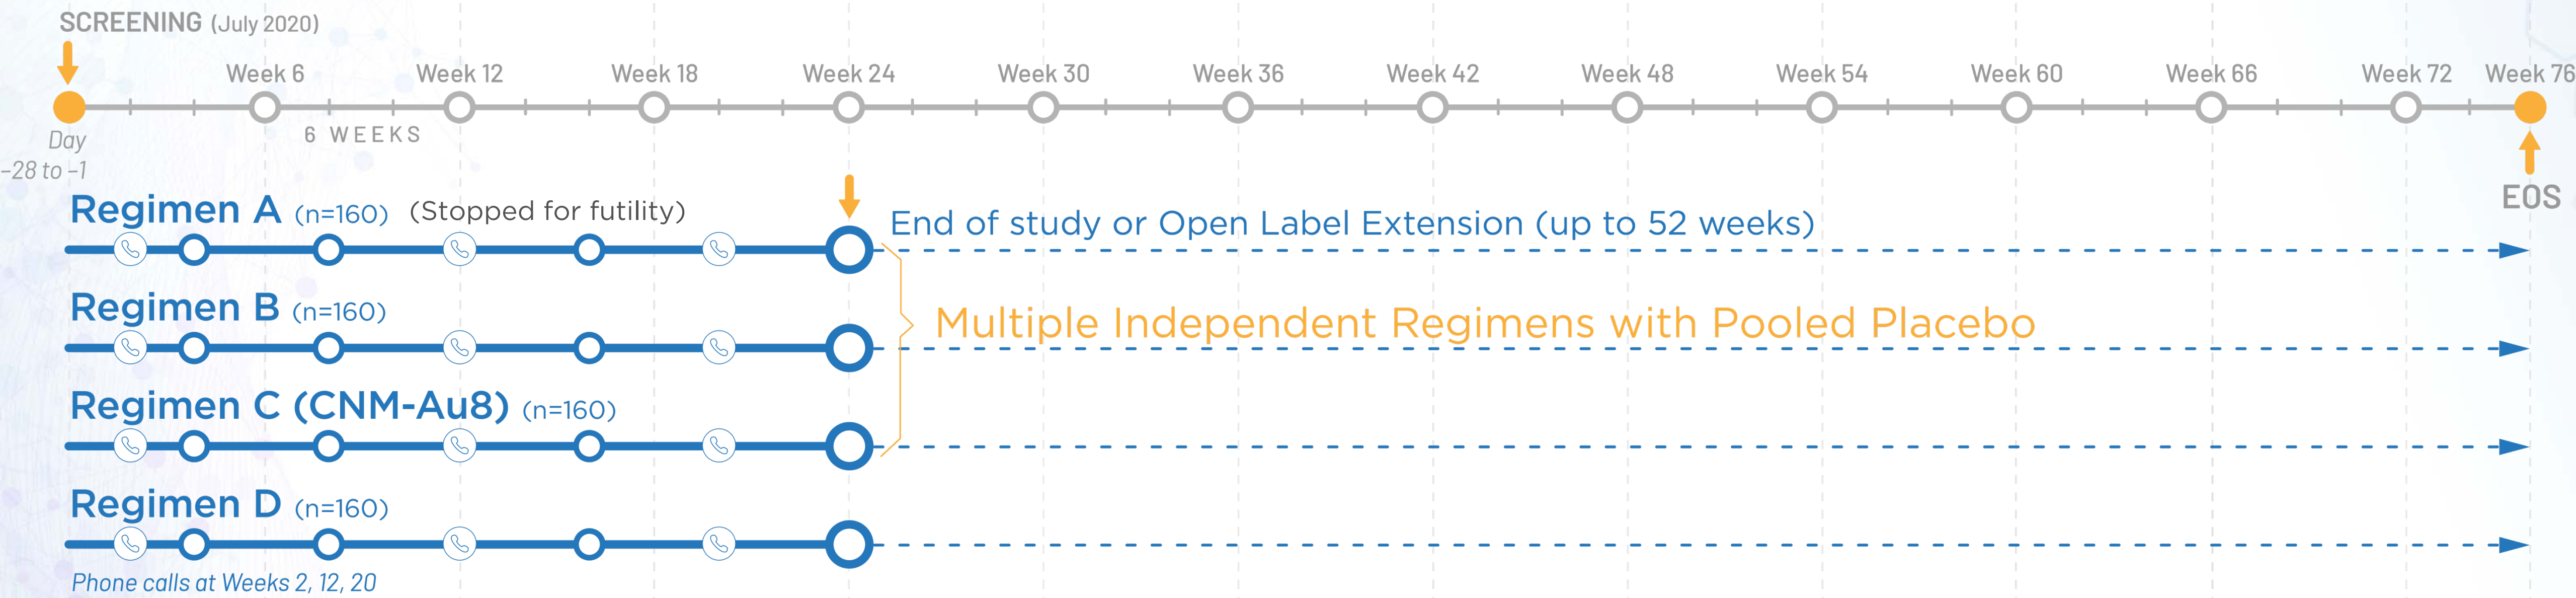 SCREENING (July 2020)
Week 6 Week 12 Week 18 Week 24 Week 30 Week 36 Week 42 Week 48 Week 54 Week 60 Week 66 Week 72 Week 76
Day
-28 to -1
6 WEEKS
EOS
Regimen A (n=160) (Stopped for futility)
End of study or Open Label Extension (up to 52 weeks)
Regimen B (n=160)
Multiple Independent Regimens with Pooled Placebo
Regimen C (CNM-Au8) (n=160)
Regimen D (n=160)
Phone calls at Weeks 2, 12, 20